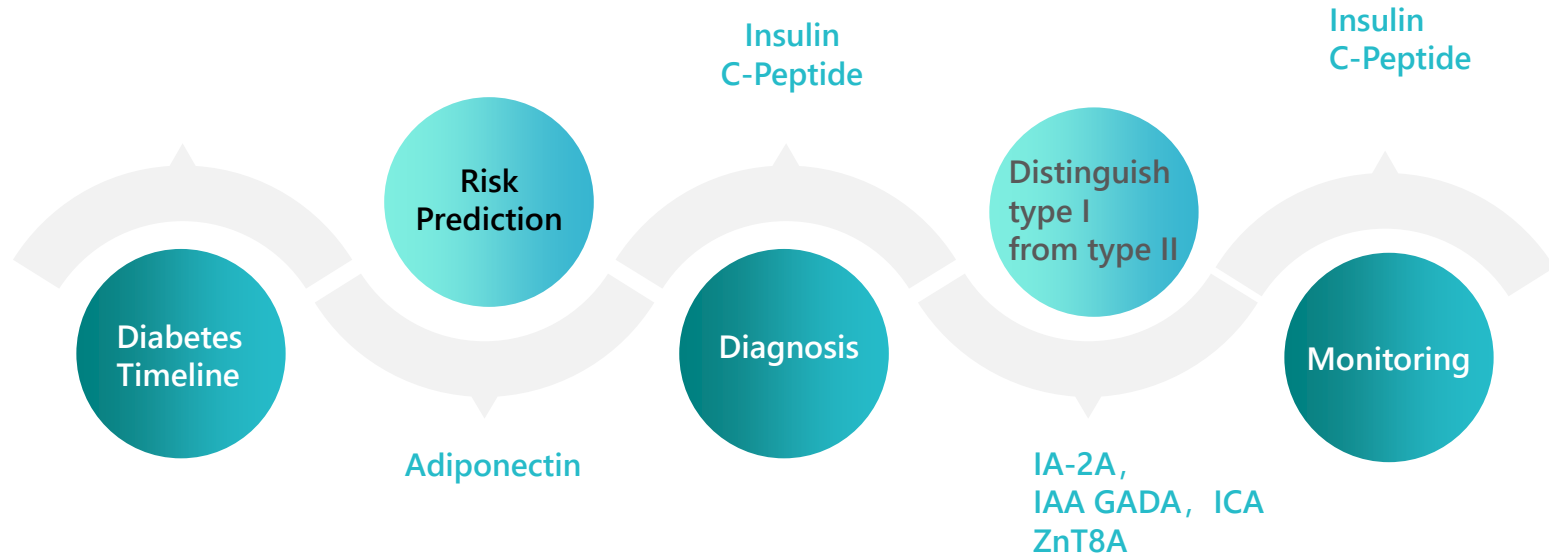 Diabetes
Timeline
Risk
Prediction
Adiponectin
Insulin
C-Peptide
Diagnosis
Distinguish
type I
from type II
IA-2A，
IAA GADA，ICA
ZnT8A
Insulin
C-Peptide
Monitoring